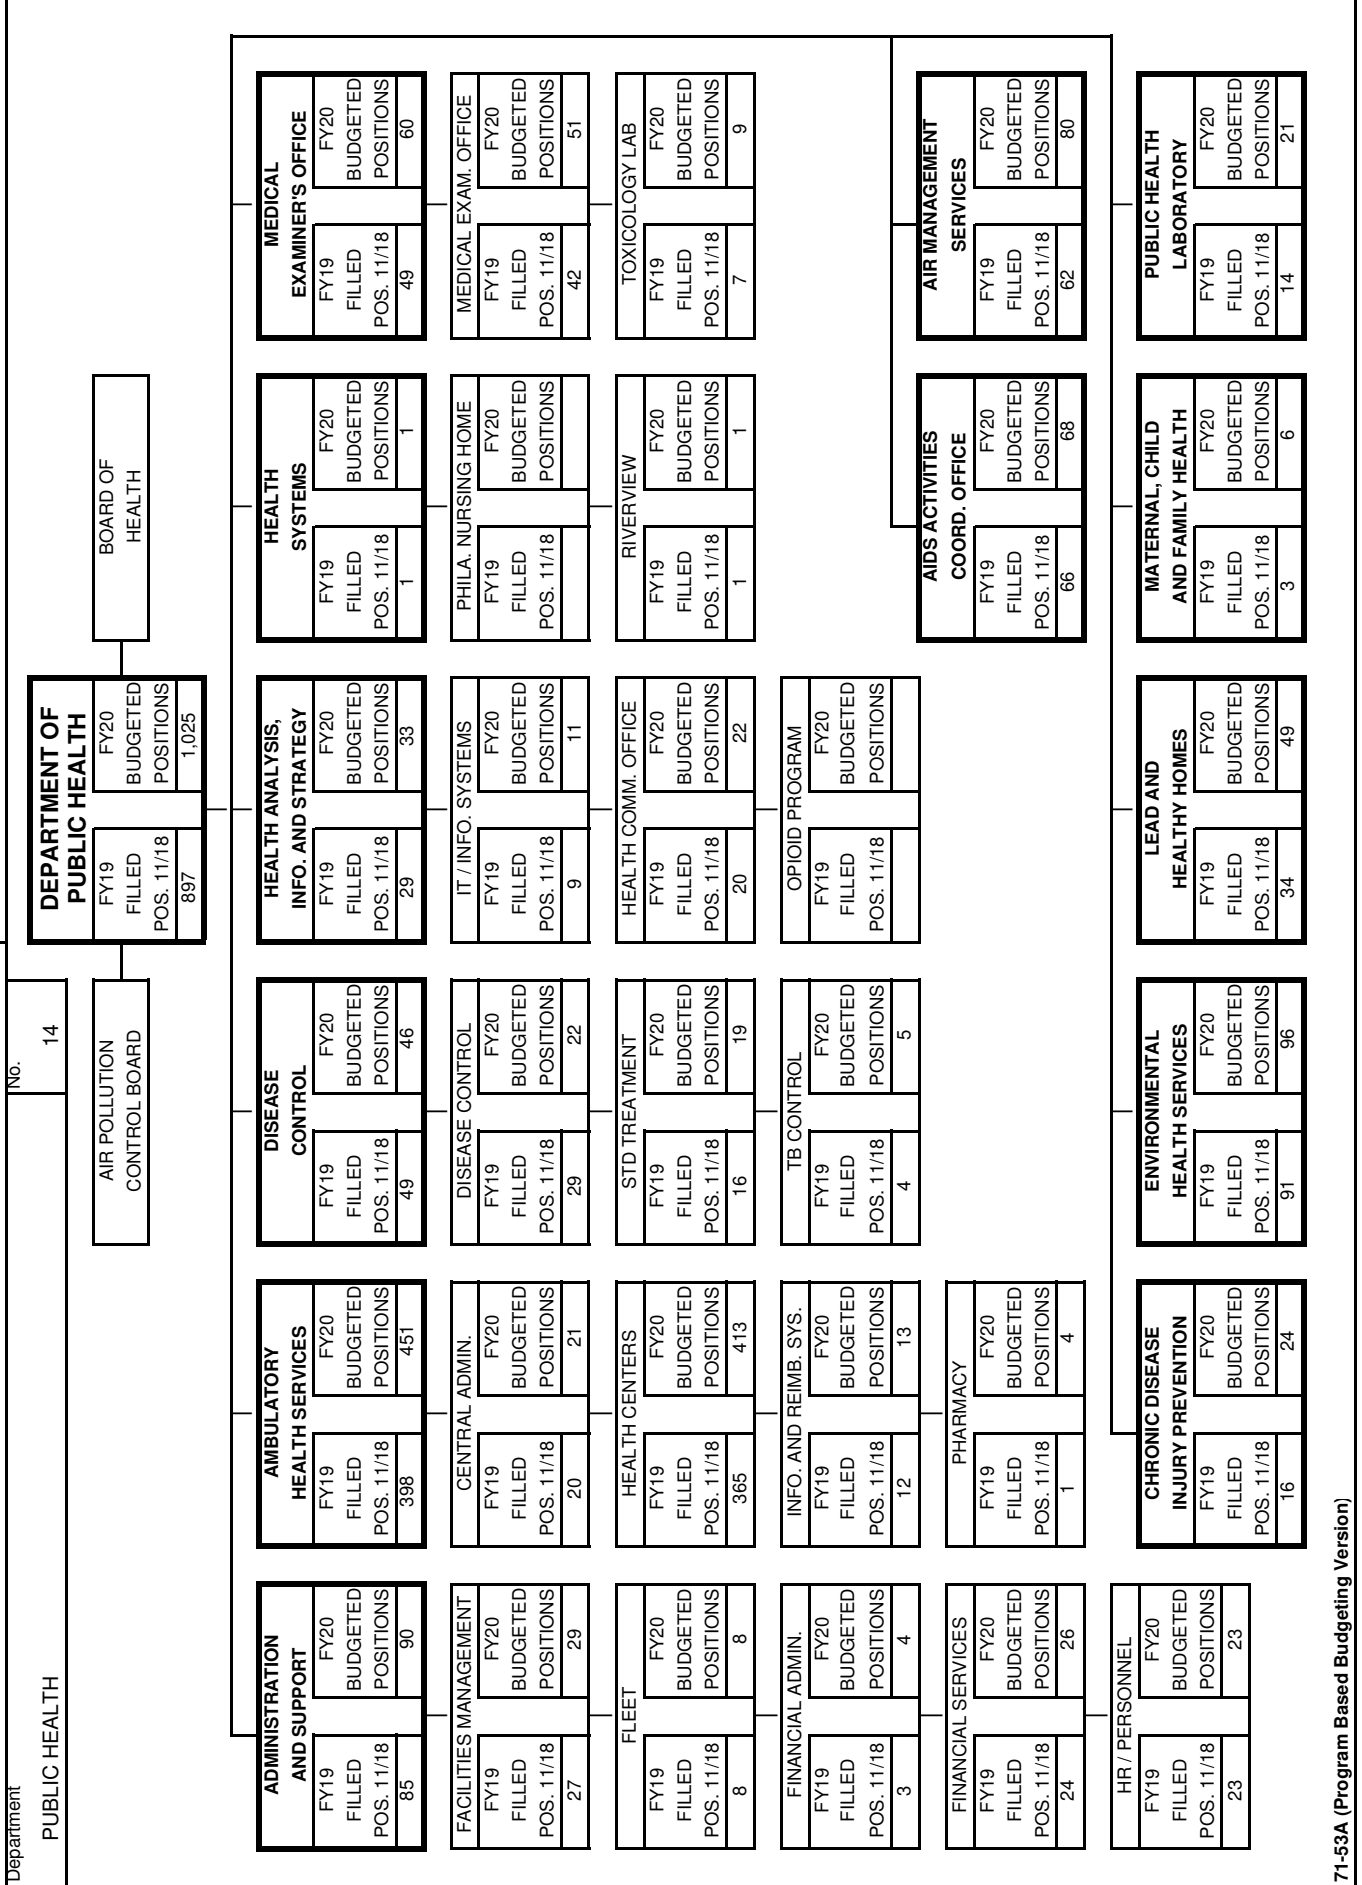 Department
No.
PUBLIC HEALTH
14
AIR POLLUTION
CONTROL BOARD
DEPARTMENT OF
PUBLIC HEALTH
FY19 FY20
FILLED BUDGETED
POS. 11/18 POSITIONS
897 1,025
BOARD OF
HEALTH
ADMINISTRATION
AND SUPPORT
FY19 FY20
FILLED BUDGETED
POS. 11/18 POSITIONS
85 90
FACILITIES MANAGEMENT
FY19 FY20
FILLED BUDGETED
POS. 11/18 POSITIONS
27 29
FLEET
FY19 FY20
FILLED BUDGETED
POS. 11/18 POSITIONS
8 8
FINANCIAL ADMIN.
FY19 FY20
FILLED BUDGETED
POS. 11/18 POSITIONS
3 4
FINANCIAL SERVICES
FY19 FY20
FILLED BUDGETED
POS. 11/18 POSITIONS
24 26
HR / PERSONNEL
FY19 FY20
FILLED BUDGETED
POS. 11/18 POSITIONS
23 23
AMBULATORY
HEALTH SERVICES
FY19 FY20
FILLED BUDGETED
POS. 11/18 POSITIONS
398 451
CENTRAL ADMIN.
FY19 FY20
FILLED BUDGETED
POS. 11/18 POSITIONS
20 21
HEALTH CENTERS
FY19 FY20
FILLED BUDGETED
POS. 11/18 POSITIONS
365 413
INFO. AND REIMB. SYS.
FY19 FY20
FILLED BUDGETED
POS. 11/18 POSITIONS
12 13
PHARMACY
FY19 FY20
FILLED BUDGETED
POS. 11/18 POSITIONS
1 4
DISEASE
CONTROL
FY19 FY20
FILLED BUDGETED
POS. 11/18 POSITIONS
49 46
DISEASE CONTROL
FY19 FY20
FILLED BUDGETED
POS. 11/18 POSITIONS
29 22
STD TREATMENT
FY19 FY20
FILLED BUDGETED
POS. 11/18 POSITIONS
16 19
TB CONTROL
FY19 FY20
FILLED BUDGETED
POS. 11/18 POSITIONS
4 5
HEALTH ANALYSIS,
INFO. AND STRATEGY
FY19 FY20
FILLED BUDGETED
POS. 11/18 POSITIONS
29 33
IT / INFO. SYSTEMS
FY19 FY20
FILLED BUDGETED
POS. 11/18 POSITIONS
9 11
HEALTH COMM. OFFICE
FY19 FY20
FILLED BUDGETED
POS. 11/18 POSITIONS
20 22
OPIOID PROGRAM
FY19 FY20
FILLED BUDGETED
POS. 11/18 POSITIONS
HEALTH
SYSTEMS
FY19 FY20
FILLED BUDGETED
POS. 11/18 POSITIONS
1 1
PHILA. NURSING HOME
FY19 FY20
FILLED BUDGETED
POS. 11/18 POSITIONS
RIVERVIEW
FY19 FY20
FILLED BUDGETED
POS. 11/18 POSITIONS
1 1
MEDICAL
EXAMINER'S OFFICE
FY19 FY20
FILLED BUDGETED
POS. 11/18 POSITIONS
49 60
MEDICAL EXAM. OFFICE
FY19 FY20
FILLED BUDGETED
POS. 11/18 POSITIONS
42 51
TOXICOLOGY LAB
FY19 FY20
FILLED BUDGETED
POS. 11/18 POSITIONS
7 9
AIDS ACTIVITIES
COORD. OFFICE
FY19 FY20
FILLED BUDGETED
POS. 11/18 POSITIONS
66 68
AIR MANAGEMENT
SERVICES
FY19 FY20
FILLED BUDGETED
POS. 11/18 POSITIONS
62 80
CHRONIC DISEASE
INJURY PREVENTION
FY19 FY20
FILLED BUDGETED
POS. 11/18 POSITIONS
16 24
ENVIRONMENTAL
HEALTH SERVICES
FY19 FY20
FILLED BUDGETED
POS. 11/18 POSITIONS
91 96
LEAD AND
HEALTHY HOMES
FY19 FY20
FILLED BUDGETED
POS. 11/18 POSITIONS
34 49
MATERNAL, CHILD
AND FAMILY HEALTH
FY19 FY20
FILLED BUDGETED
POS. 11/18 POSITIONS
3 6
PUBLIC HEALTH
LABORATORY
FY19 FY20
FILLED BUDGETED
POS. 11/18 POSITIONS
14 21
71-53A (Program Based Budgeting Version)